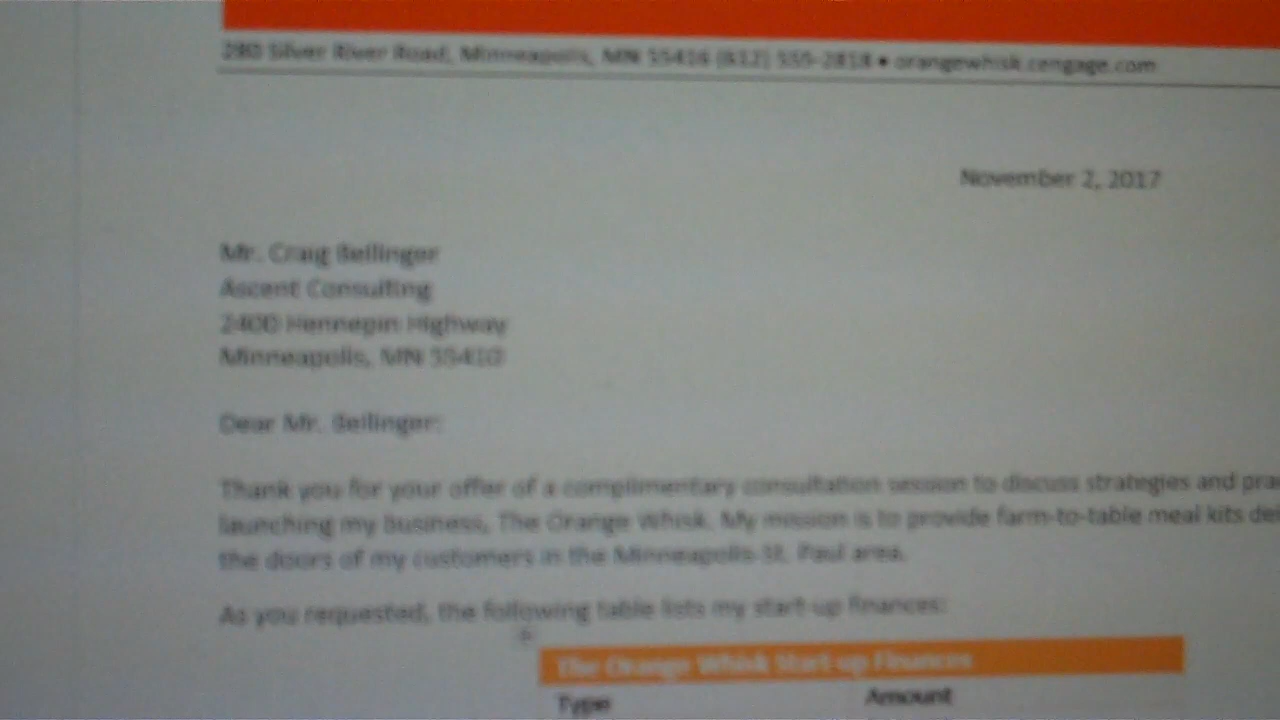 280 Silver River Road, Minneapolis, MN 55416 (612) 555-2818 • orangewhisk.cengage.com
November 2, 2017
Mr. Craig Bellinger
Ascent Consulting
2400 Hennepin Highway
Minneapolis, MN 55410
Dear Mr. Bellinger:
Thank you for your offer of a complimentary consultation session to discuss strategies and
launching my business, The Orange Whisk. My mission is to provide farm-to-table meal kits
the doors of my customers in the Minneapolis-St. Paul area.
As you requested, the following table lists my start-up finances:
The Orange Whisk Start-up Finances
Type Amount